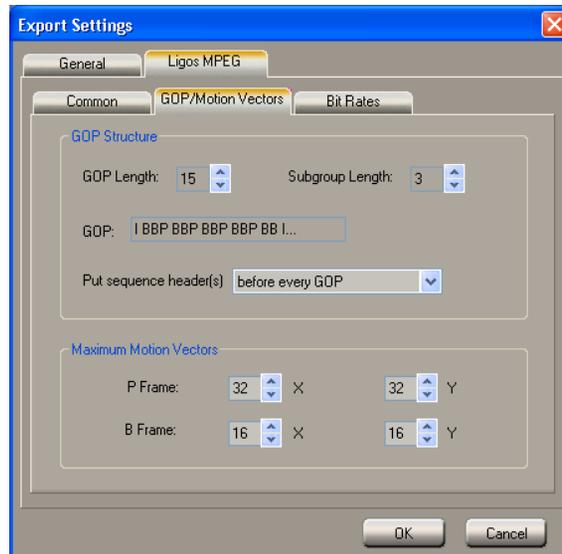 Export Settings
General Ligos MPEG
Common GOP/Motion Vectors Bit Rates
GOP Structure
GOP Length: 15 Subgroup Length: 3
GOP: I BBP BBP BBP BBP BB I...
Put sequence header(s) before every GOP
Maximum Motion Vectors
P Frame: 32 X 32 Y
B Frame: 16 X 16 Y
OK Cancel